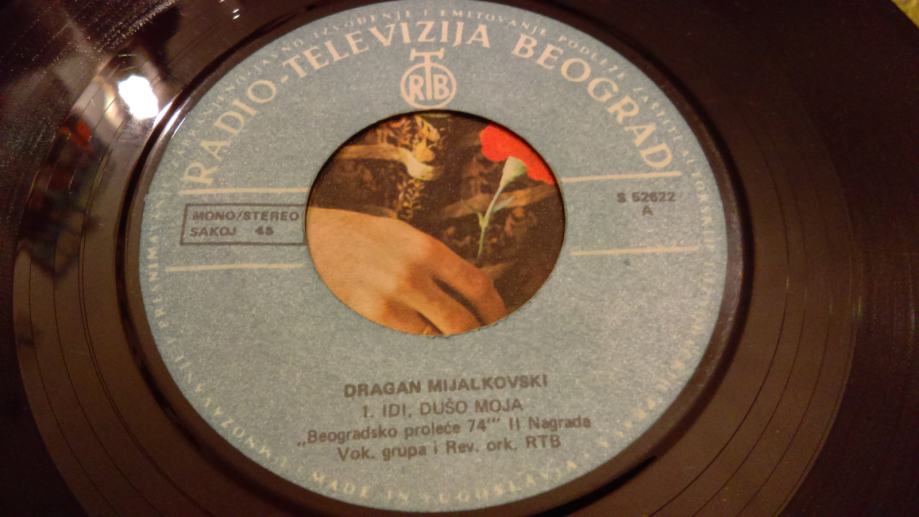 RADIO-TELEVIZIJA BEOGRAD
RTB
MONO/STEREO
SAKOJ 45
S 52622
A
DRAGAN MIJALKOVSKI
1. IDI, DUŠO MOJA
„Beogradsko proleće 74'" II Nagrada
Vok. grupa i Rev. ork. RTB
MADE IN YUGOSLAVIA